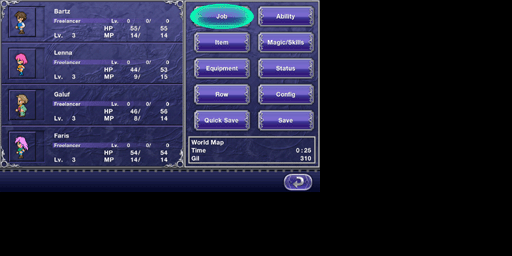 Bartz
Freelancer Lv. 0 0/ 0
HP 55/ 55
Lv. 3 MP 14/ 14
Lenna
Freelancer Lv. 0 0/ 0
HP 44/ 53
Lv. 3 MP 9/ 15
Galuf
Freelancer Lv. 0 0/ 0
HP 46/ 56
Lv. 3 MP 8/ 14
Faris
Freelancer Lv. 0 0/ 0
HP 54/ 54
Lv. 3 MP 14/ 14
Job Ability
Item Magic/Skills
Equipment Status
Row Config
Quick Save Save
World Map
Time 0:25
Gil 310